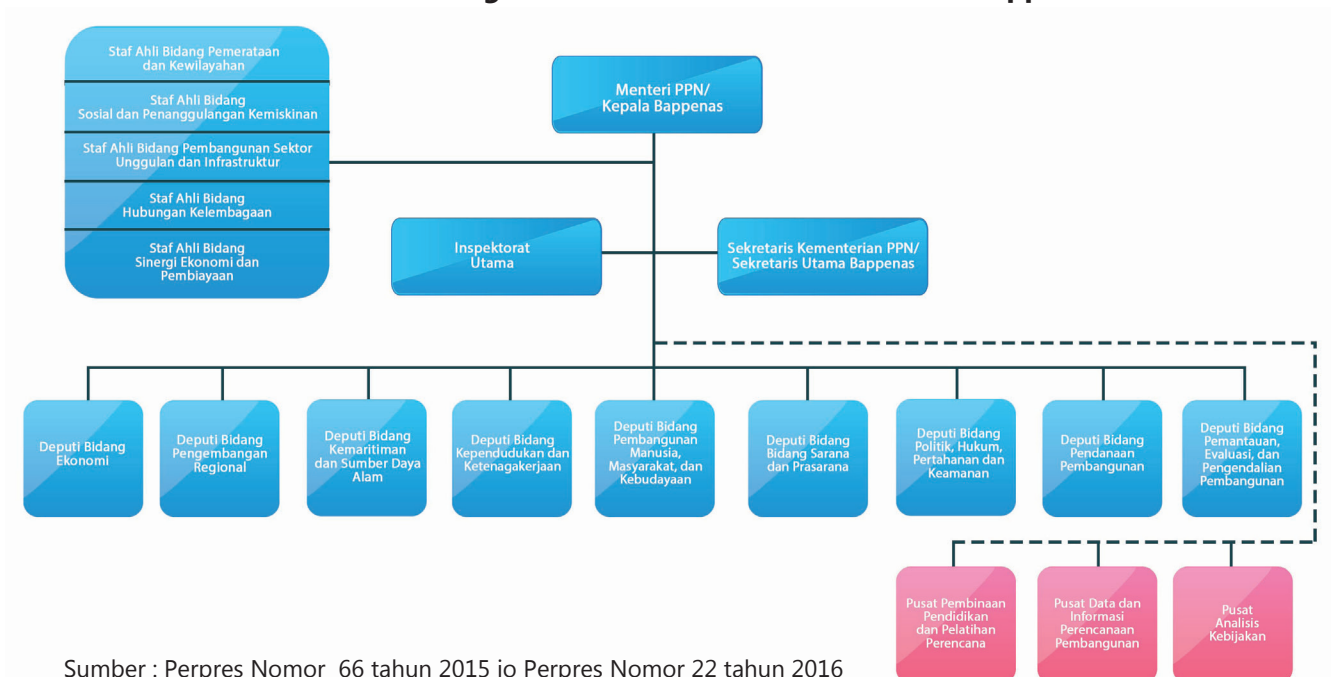 Staf Ahli Bidang Pemerataan
dan Kewilayahan
Staf Ahli Bidang
Sosial dan Penanggulangan Kemiskinan
Staf Ahli Bidang Pembangunan Sektor
Unggulan dan Infrastruktur
Staf Ahli Bidang
Hubungan Kelembagaan
Staf Ahli Bidang
Sinergi Ekonomi dan
Pembiayaan
Menteri PPN/
Kepala Bappenas
Inspektorat
Utama
Sekretaris Kementerian PPN/
Sekretaris Utama Bappenas
Deputi Bidang
Ekonomi
Deputi Bidang
Pengembangan
Regional
Deputi Bidang
Kemaritiman
dan Sumber Daya
Alam
Deputi Bidang
Kependudukan dan
Ketenagakerjaan
Deputi Bidang
Pembangunan
Manusia,
Masyarakat, dan
Kebudayaan
Deputi Bidang
Bidang Sarana
dan Prasarana
Deputi Bidang
Politik, Hukum,
Pertahanan dan
Keamanan
Deputi Bidang
Pendanaan
Pembangunan
Deputi Bidang
Pemantauan,
Evaluasi, dan
Pengendalian
Pembangunan
Pusat Pembinaan
Pendidikan
dan Pelatihan
Perencana
Pusat Data dan
Informasi
Perencanaan
Pembangunan
Pusat
Analisis
Kebijakan
Sumber : Perpres Nomor 66 tahun 2015 jo Perpres Nomor 22 tahun 2016